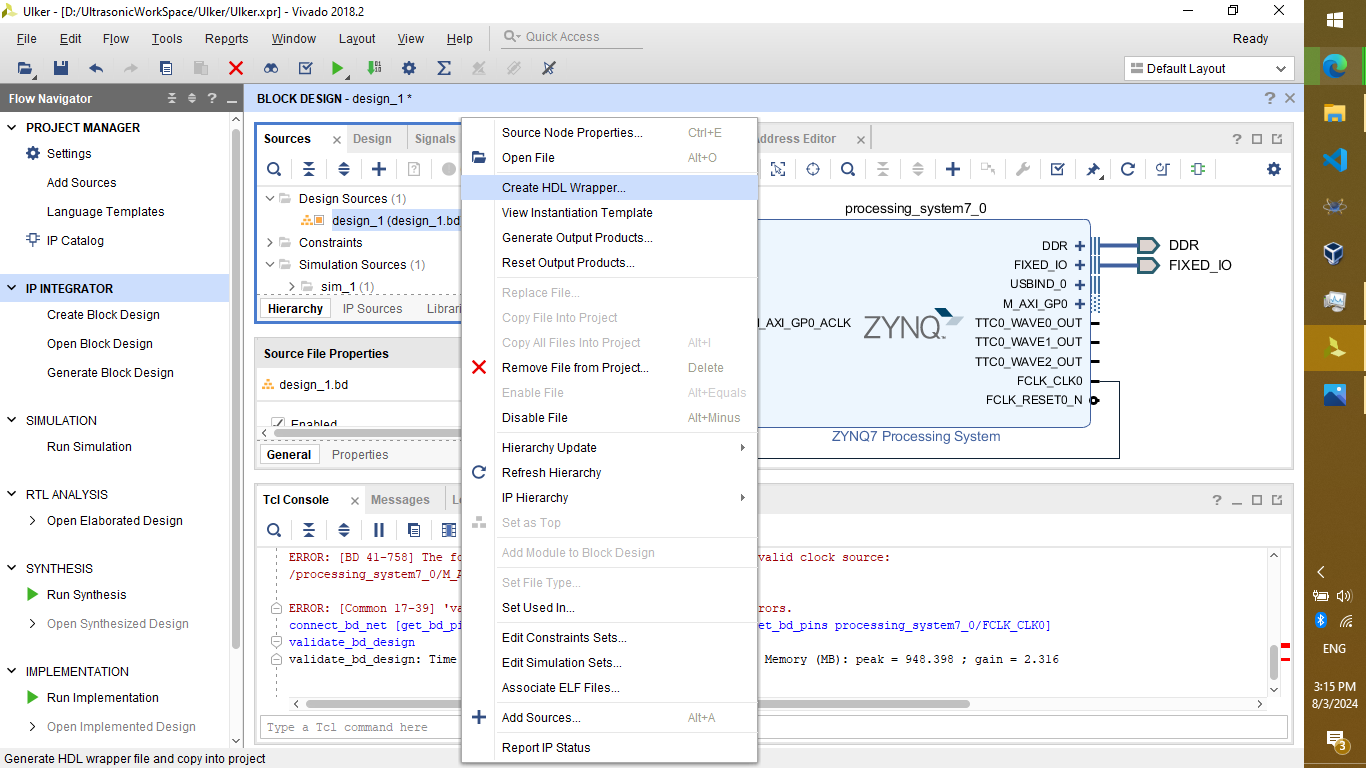 Ulker - [D:/UltrasonicWorkSpace/Ulker/Ulker.xpr] - Vivado 2018.2
File Edit Flow Tools Reports Window Layout View Help Quick Access Ready
Default Layout
Flow Navigator
PROJECT MANAGER
Settings
Add Sources
Language Templates
IP Catalog
IP INTEGRATOR
Create Block Design
Open Block Design
Generate Block Design
SIMULATION
Run Simulation
RTL ANALYSIS
Open Elaborated Design
SYNTHESIS
Run Synthesis
Open Synthesized Design
IMPLEMENTATION
Run Implementation
Open Implemented Design
BLOCK DESIGN - design_1 *
Sources Design Signals
Design Sources (1)
design_1 (design_1.bd
Constraints
Simulation Sources (1)
sim_1 (1)
Hierarchy IP Sources Librari
Source File Properties
design_1.bd
Enabled
General Properties
Source Node Properties... Ctrl+E
Open File Alt+O
Create HDL Wrapper...
View Instantiation Template
Generate Output Products...
Reset Output Products...
Replace File...
Copy File Into Project
Copy All Files Into Project Alt+I
Remove File from Project... Delete
Enable File Alt+Equals
Disable File Alt+Minus
Hierarchy Update
Refresh Hierarchy
IP Hierarchy
Set as Top
Add Module to Block Design
Set File Type...
Set Used In...
Edit Constraints Sets...
Edit Simulation Sets...
Associate ELF Files...
Add Sources... Alt+A
Report IP Status
ddress Editor
processing_system7_0
DDR
FIXED_IO
USBIND_0
M_AXI_GP0
TTC0_WAVE0_OUT
TTC0_WAVE1_OUT
TTC0_WAVE2_OUT
FCLK_CLK0
FCLK_RESET0_N
_AXI_GP0_ACLK
ZYNQ
ZYNQ7 Processing System
DDR
FIXED_IO
Tcl Console Messages
ERROR: [BD 41-758] The fo valid clock source:
/processing_system7_0/M_A
ERROR: [Common 17-39] 'va rors.
connect_bd_net [get_bd_pi et_bd_pins processing_system7_0/FCLK_CLK0]
validate_bd_design
validate_bd_design: Time Memory (MB): peak = 948.398 ; gain = 2.316
Type a Tcl command here
Generate HDL wrapper file and copy into project
ENG
3:15 PM
8/3/2024
3